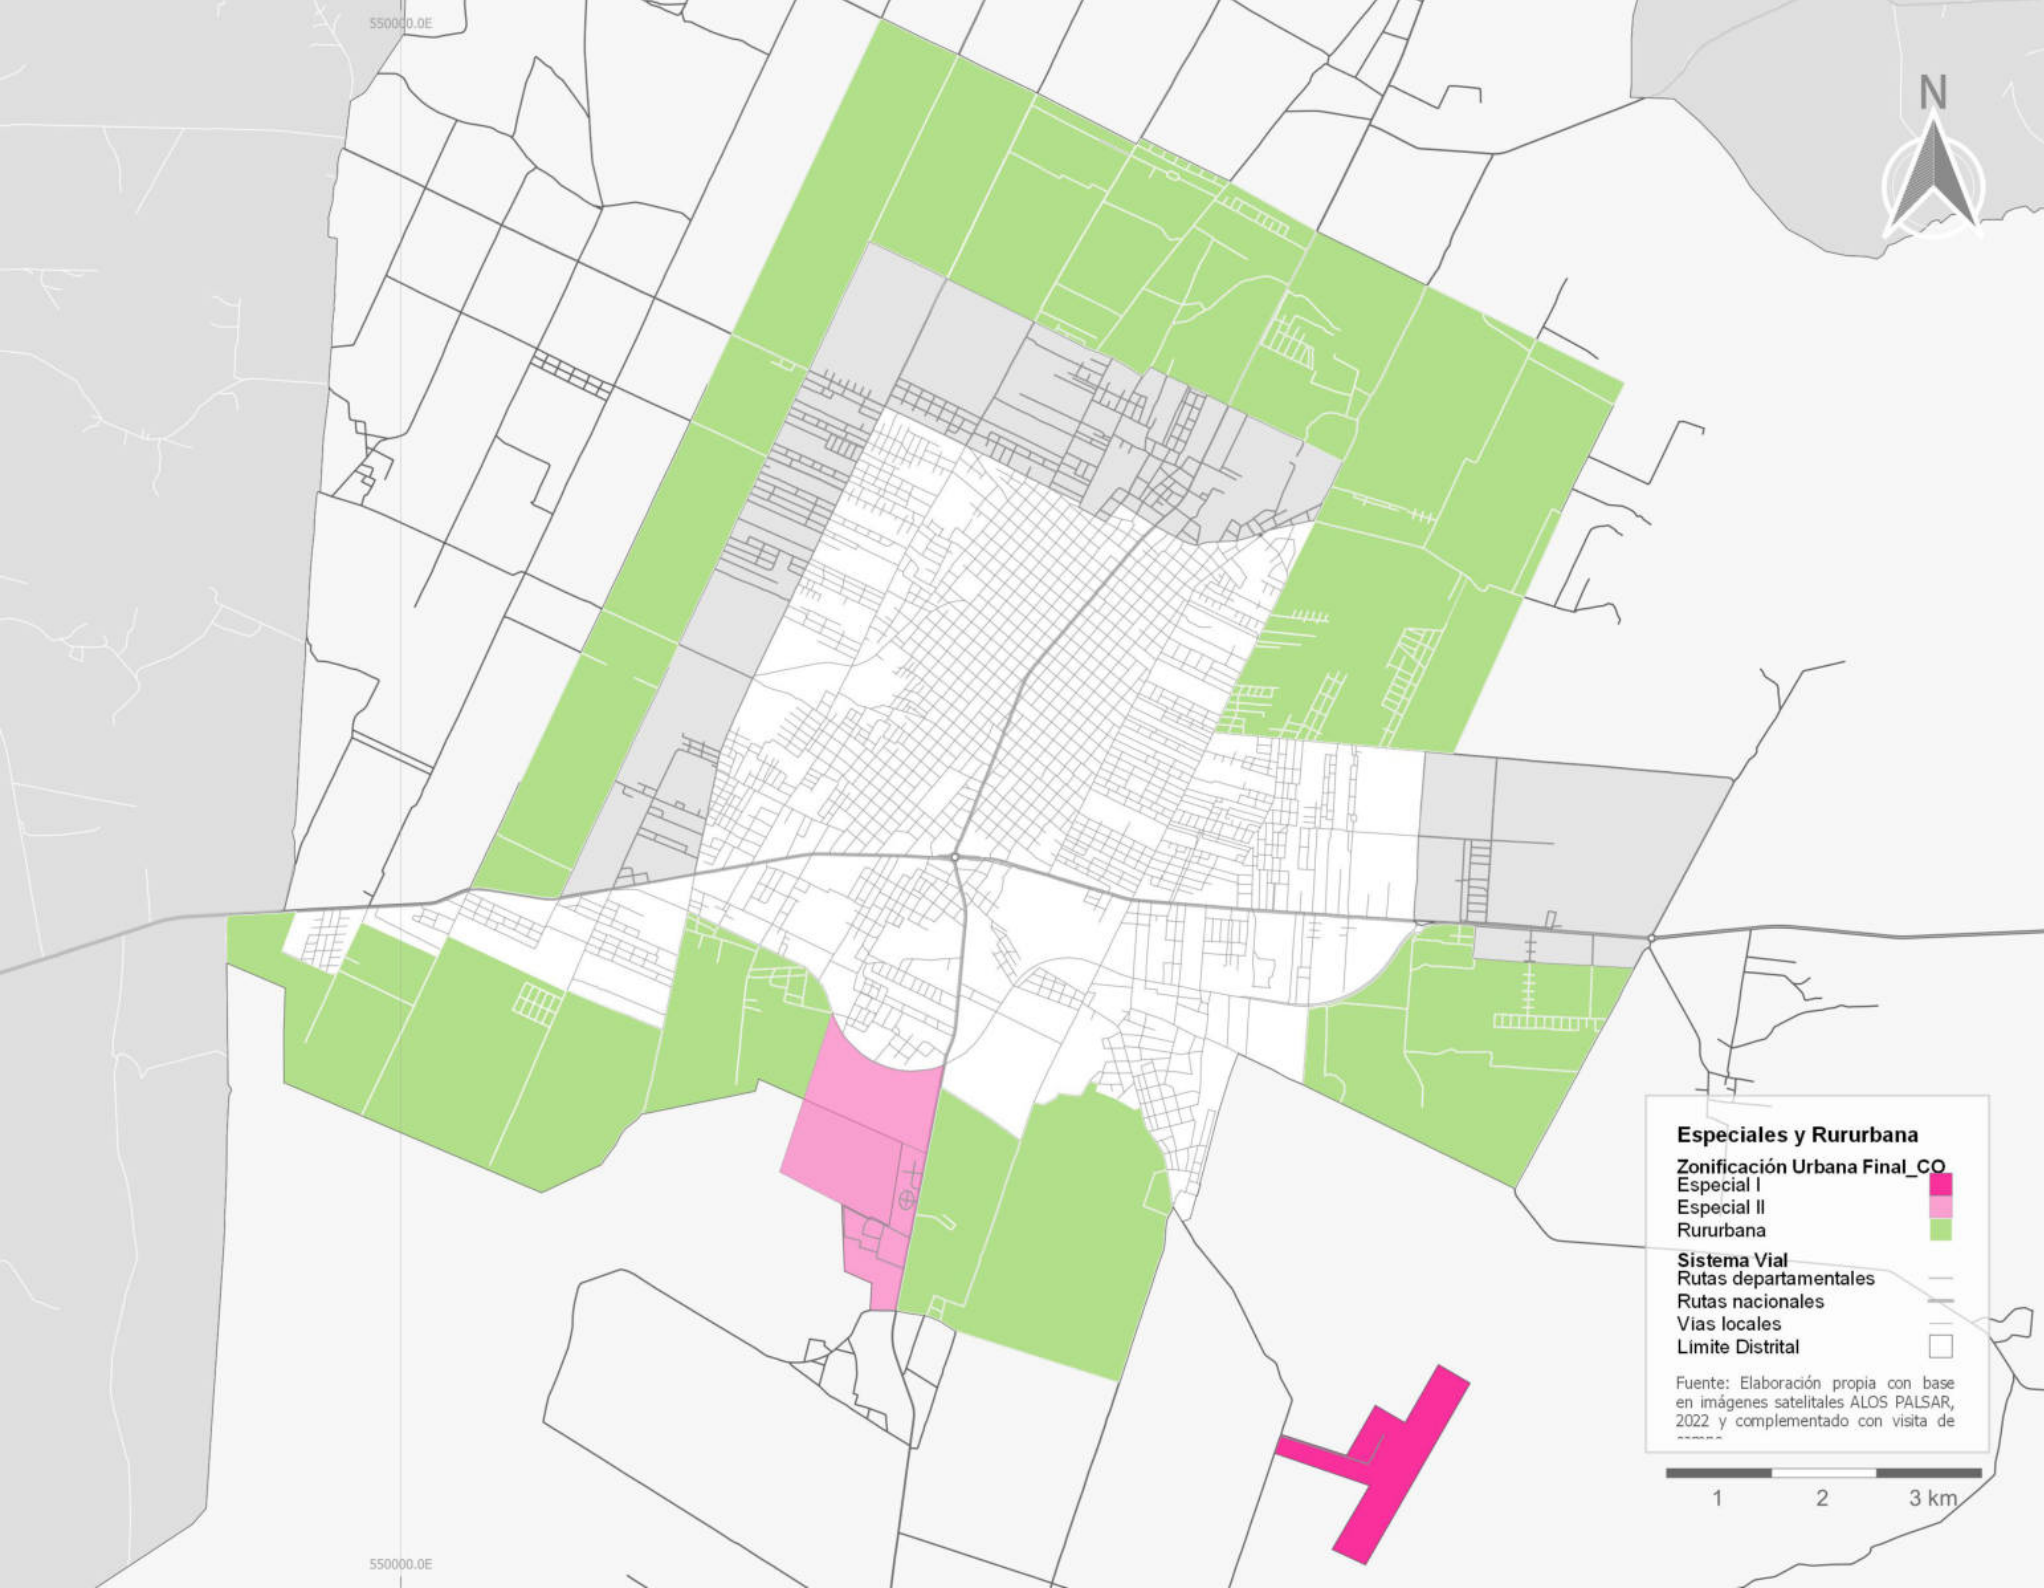 550000.0E
N
Especiales y Rururbana
Zonificación Urbana Final_CO
Especial I
Especial II
Rururbana
Sistema Vial
Rutas departamentales
Rutas nacionales
Vías locales
Límite Distrital
Fuente: Elaboración propia con base
en imágenes satelitales ALOS PALSAR,
2022 y complementado con visita de
1 2 3 km
550000.0E